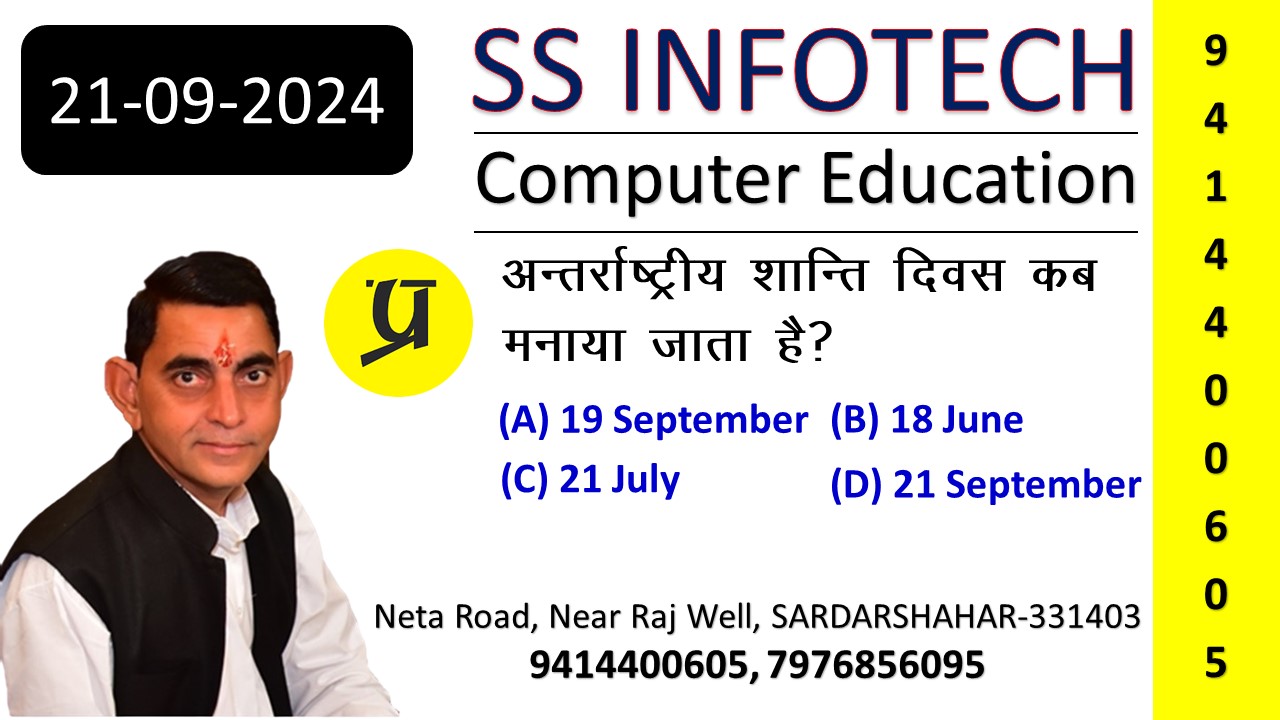 21-09-2024
SS INFOTECH
Computer Education
प्र
अन्तर्राष्ट्रीय शान्ति दिवस कब
मनाया जाता है?
(A) 19 September (B) 18 June
(C) 21 July (D) 21 September
Neta Road, Near Raj Well, SARDARSHAHAR-331403
9414400605, 7976856095
9
4
1
4
4
0
0
6
0
5